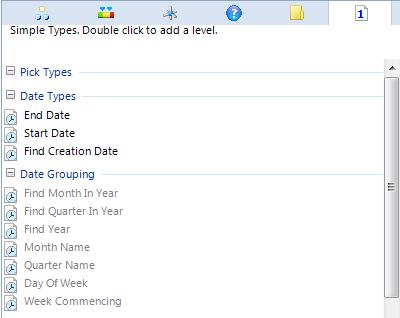 1
Simple Types. Double click to add a level.
Pick Types
Date Types
End Date
Start Date
Find Creation Date
Date Grouping
Find Month In Year
Find Quarter In Year
Find Year
Month Name
Quarter Name
Day Of Week
Week Commencing